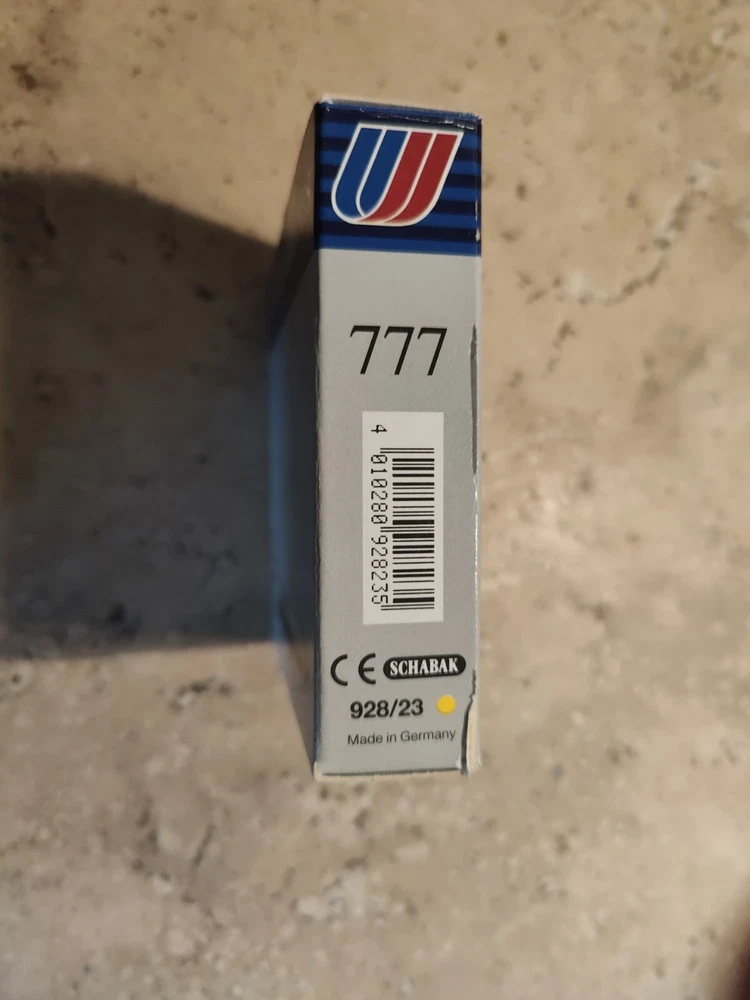 777
4 010280 928235
CE SCHABAK
928/23
Made in Germany